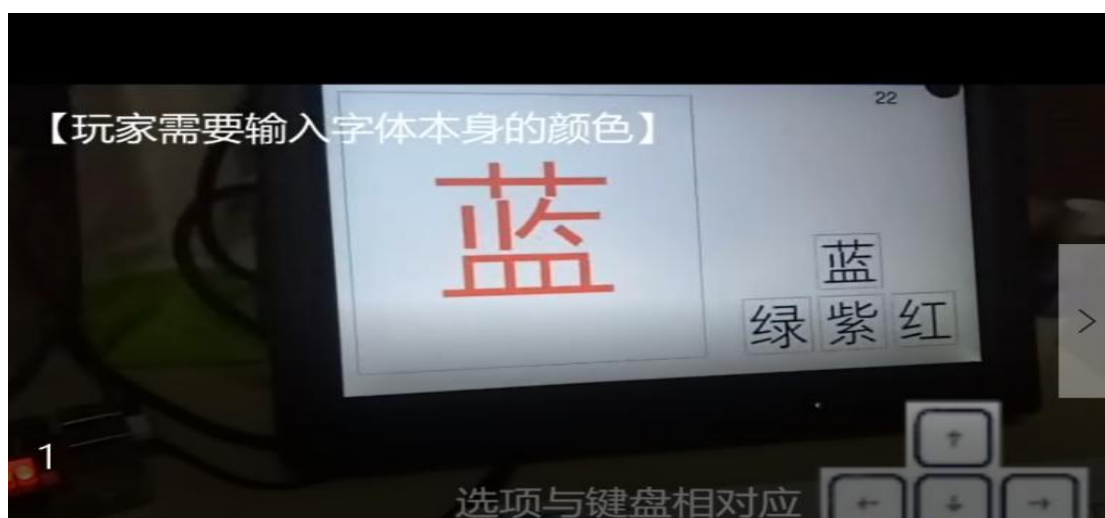 22
【玩家需要输入字体本身的颜色】
蓝
蓝
绿 紫 红
1
选项与键盘相对应
↑
← ↓ →
>